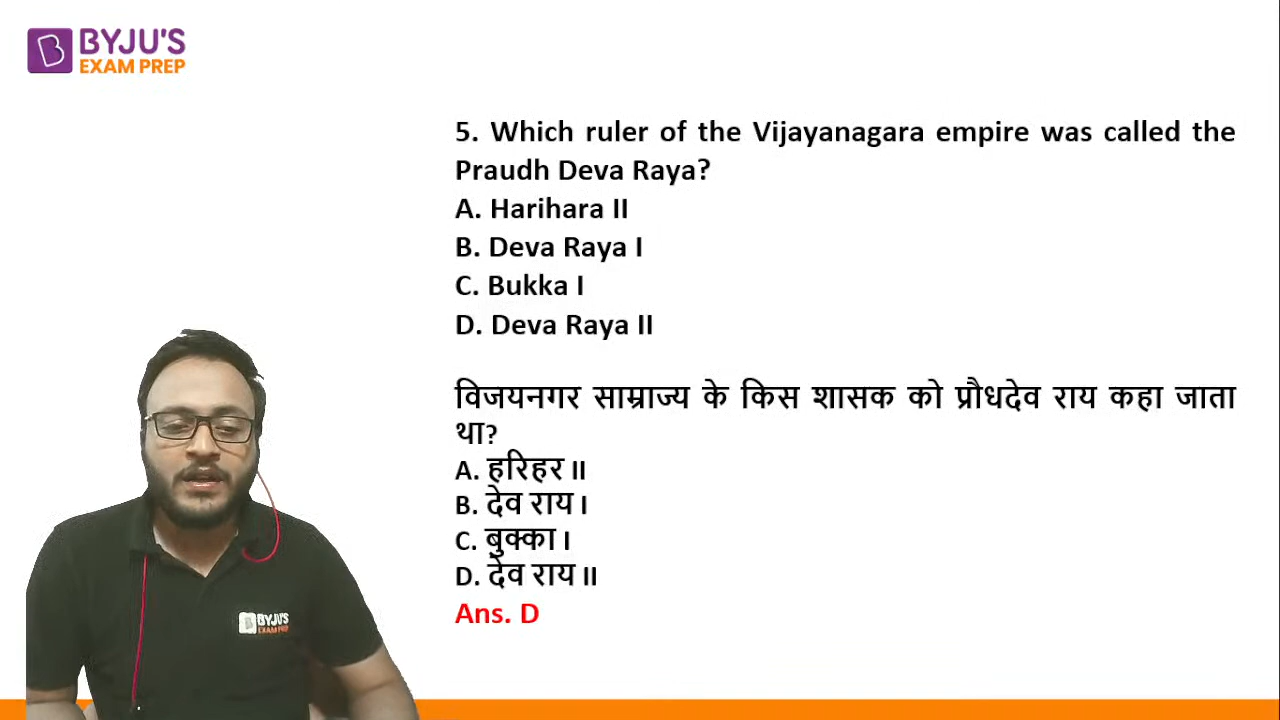 BYJU'S
EXAM PREP
5. Which ruler of the Vijayanagara empire was called the
Praudh Deva Raya?
A. Harihara II
B. Deva Raya I
C. Bukka I
D. Deva Raya II
विजयनगर साम्राज्य के किस शासक को प्रौधदेव राय कहा जाता
था?
A. हरिहर II
B. देव राय I
C. बुक्का I
D. देव राय II
Ans. D
BYJU'S
EXAM PREP